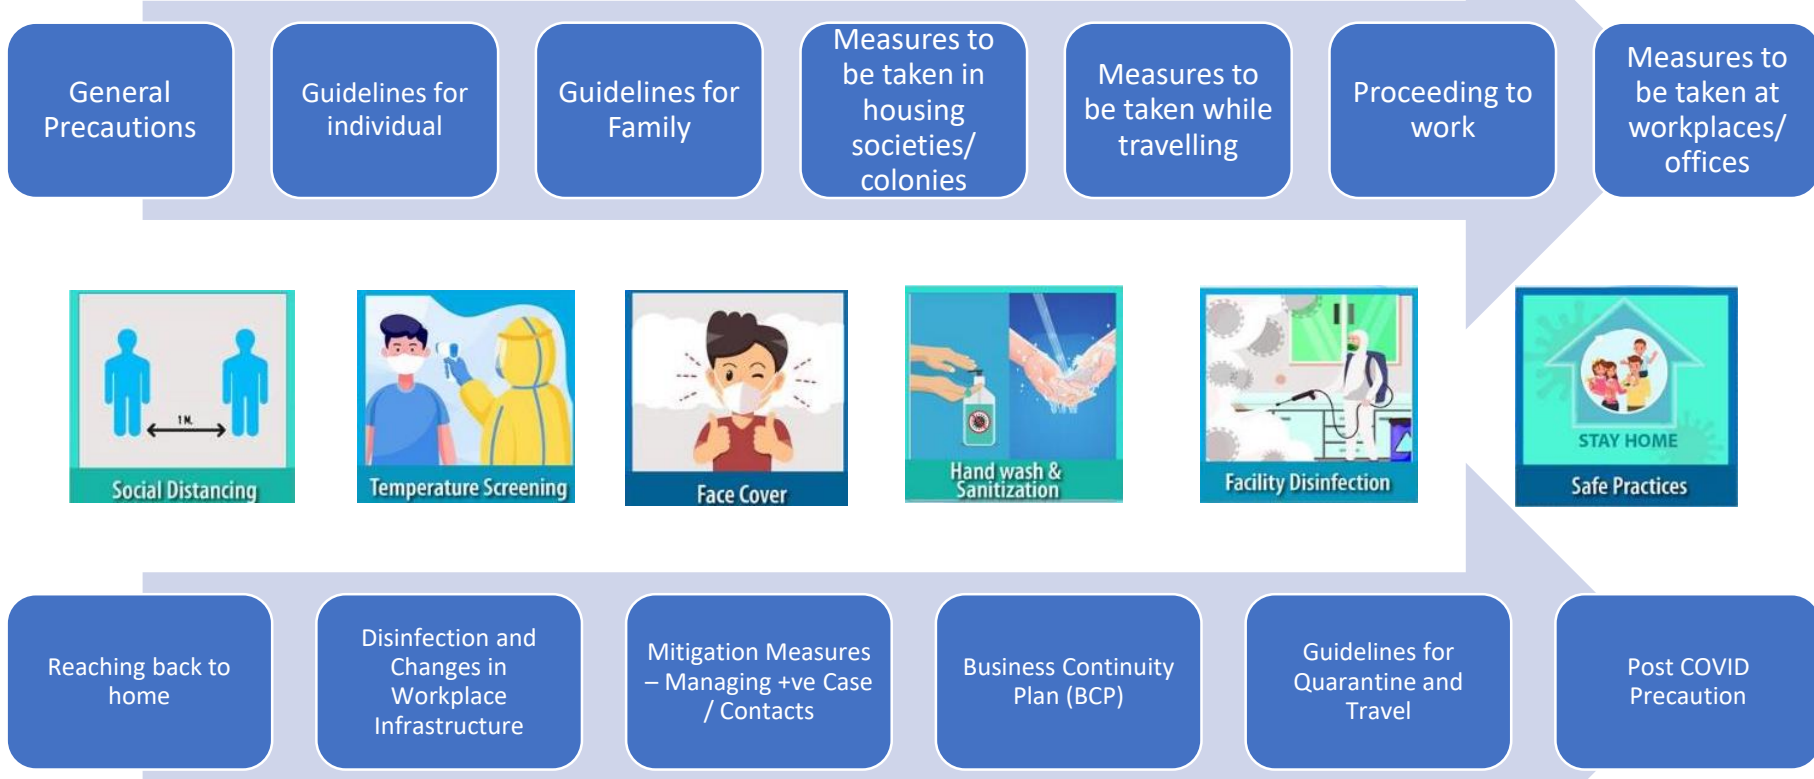 General
Precautions
Guidelines for
individual
Guidelines for
Family
Measures to
be taken in
housing
societies/
colonies
Measures to
be taken while
travelling
Proceeding to
work
Measures to
be taken at
workplaces/
offices
1 M.
Social Distancing
Temperature Screening
Face Cover
Hand wash &
Sanitization
Facility Disinfection
STAY HOME
Safe Practices
Reaching back to
home
Disinfection and
Changes in
Workplace
Infrastructure
Mitigation Measures
– Managing +ve Case
/ Contacts
Business Continuity
Plan (BCP)
Guidelines for
Quarantine and
Travel
Post COVID
Precaution